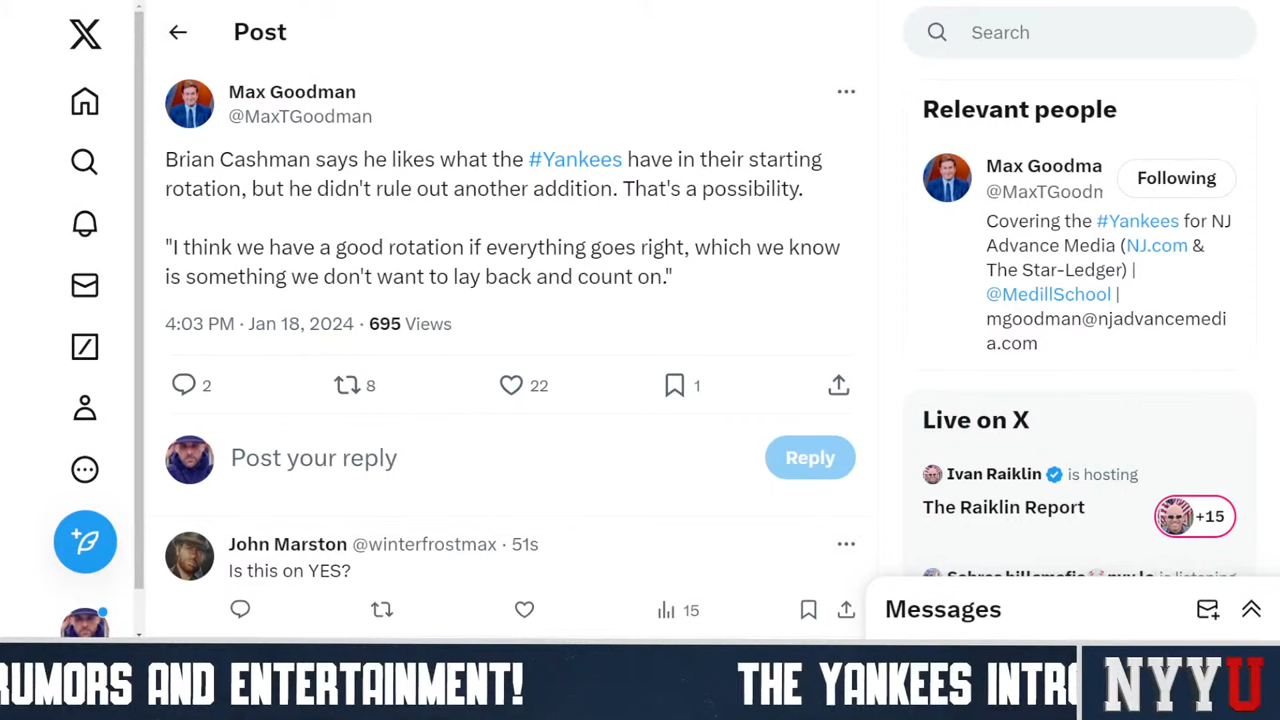 Post
Search
Max Goodman
@MaxTGoodman
Brian Cashman says he likes what the #Yankees have in their starting
rotation, but he didn't rule out another addition. That's a possibility.
"I think we have a good rotation if everything goes right, which we know
is something we don't want to lay back and count on."
4:03 PM · Jan 18, 2024 · 695 Views
2 8 22 1
Post your reply
Reply
John Marston @winterfrostmax · 51s
Is this on YES?
15
Relevant people
Max Goodma
@MaxTGoodn
Following
Covering the #Yankees for NJ
Advance Media (NJ.com &
The Star-Ledger) |
@MedillSchool |
mgoodman@njadvancemedi
a.com
Live on X
Ivan Raiklin is hosting
The Raiklin Report
+15
is listening
Messages
RUMORS AND ENTERTAINMENT!
THE YANKEES INTRO
NYYU